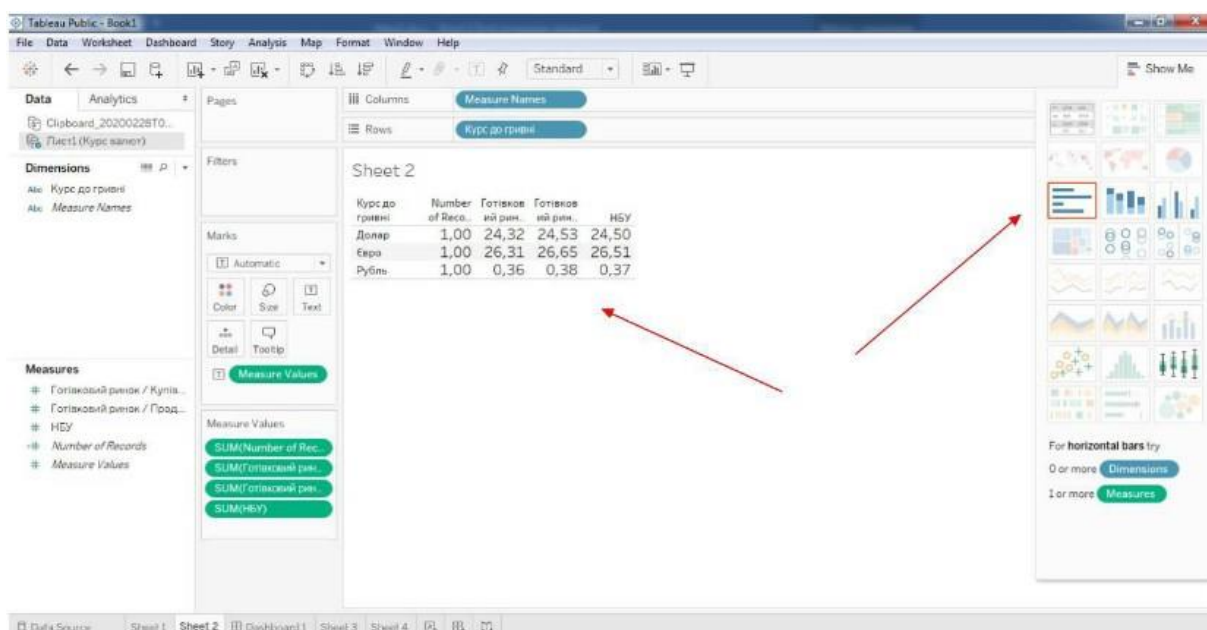 Tableau Public - Book1
File Data Worksheet Dashboard Story Analysis Map Format Window Help
Standard
Show Me
Data Analytics
Pages
Columns
Measure Names
Clipboard_20200228T0...
Rows
Курс до гривні
Лист1 (Курс валют)
Filters
Dimensions
Sheet 2
Abc Курс до гривні
Abc Measure Names
Курс до гривні
Number of Reco..
Готівков ий рин..
Готівков ий рин..
НБУ
Долар 1,00 24,32 24,53 24,50
Євро 1,00 26,31 26,65 26,51
Рубль 1,00 0,36 0,38 0,37
Marks
Automatic
Color Size Text
Detail Tooltip
Measure Values
Measures
Готівковий ринок / Купів...
Готівковий ринок / Прод...
НБУ
Number of Records
Measure Values
Measure Values
SUM(Number of Rec..
SUM(Готівковий рин..
SUM(Готівковий рин..
SUM(НБУ)
For horizontal bars try
0 or more Dimensions
1 or more Measures
Data Source Sheet 1 Sheet 2 Dashboard 1 Sheet 3 Sheet 4